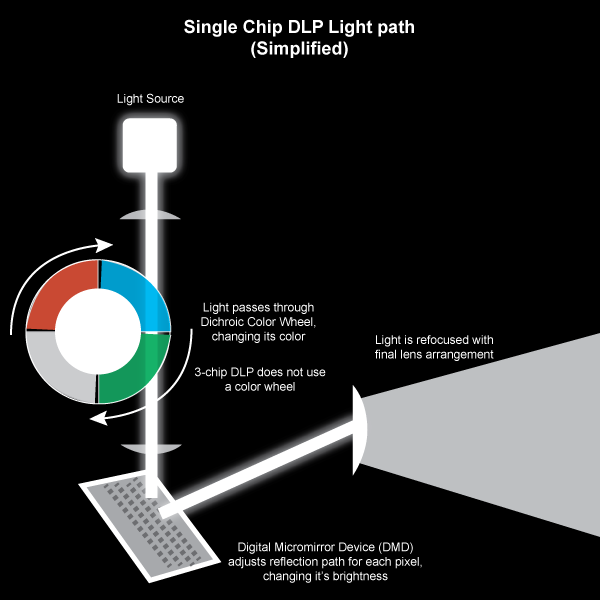 Single Chip DLP Light path
(Simplified)
Light Source
Light passes through
Dichroic Color Wheel,
changing its color
3-chip DLP does not use
a color wheel
Light is refocused with
final lens arrangement
Digital Micromirror Device (DMD)
adjusts reflection path for each pixel,
changing it's brightness